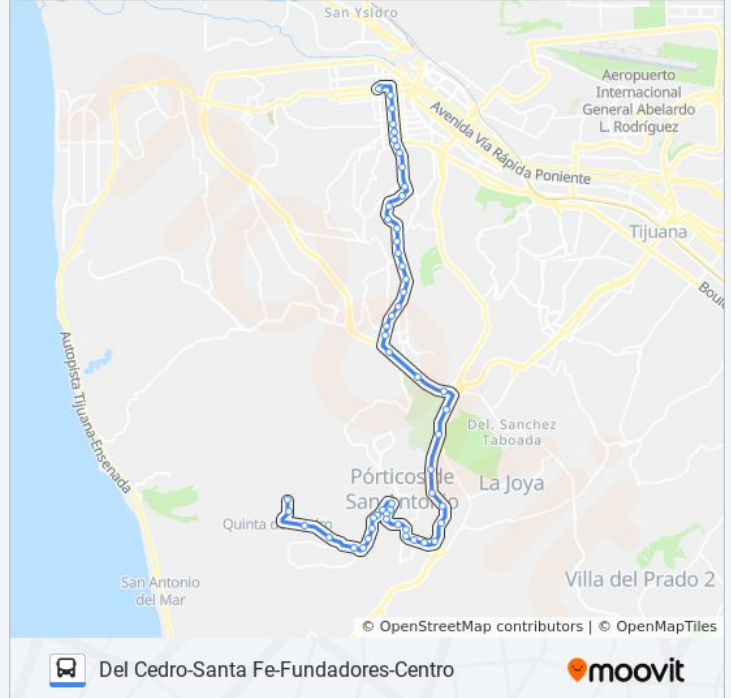 San Ysidro
Aeropuerto
Internacional
General Abelardo
L. Rodríguez
Avenida Vía Rápida Poniente
Tijuana
Boule
Autopista Tijuana-Ensenada
Del. Sanchez
Taboada
Pórticos de
San Antonio
La Joya
Quinta d
San Antonio
del Mar
Villa del Prado 2
© OpenStreetMap contributors | © OpenMapTiles
Del Cedro-Santa Fe-Fundadores-Centro
moovit